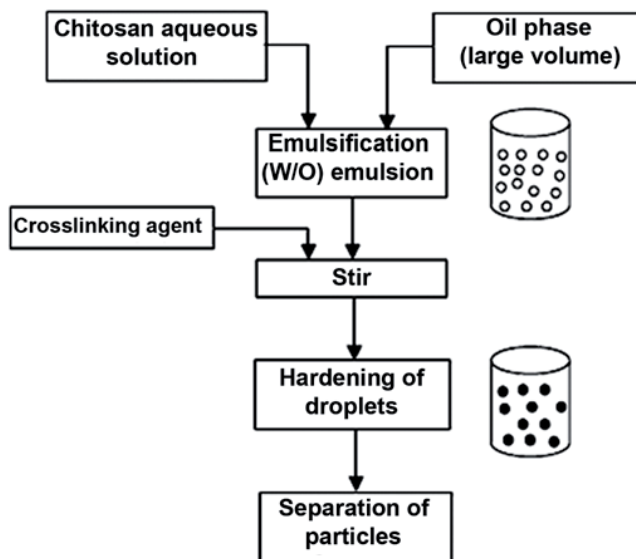 Chitosan aqueous
solution
Oil phase
(large volume)
Emulsification
(W/O) emulsion
Crosslinking agent
Stir
Hardening of
droplets
Separation of
particles